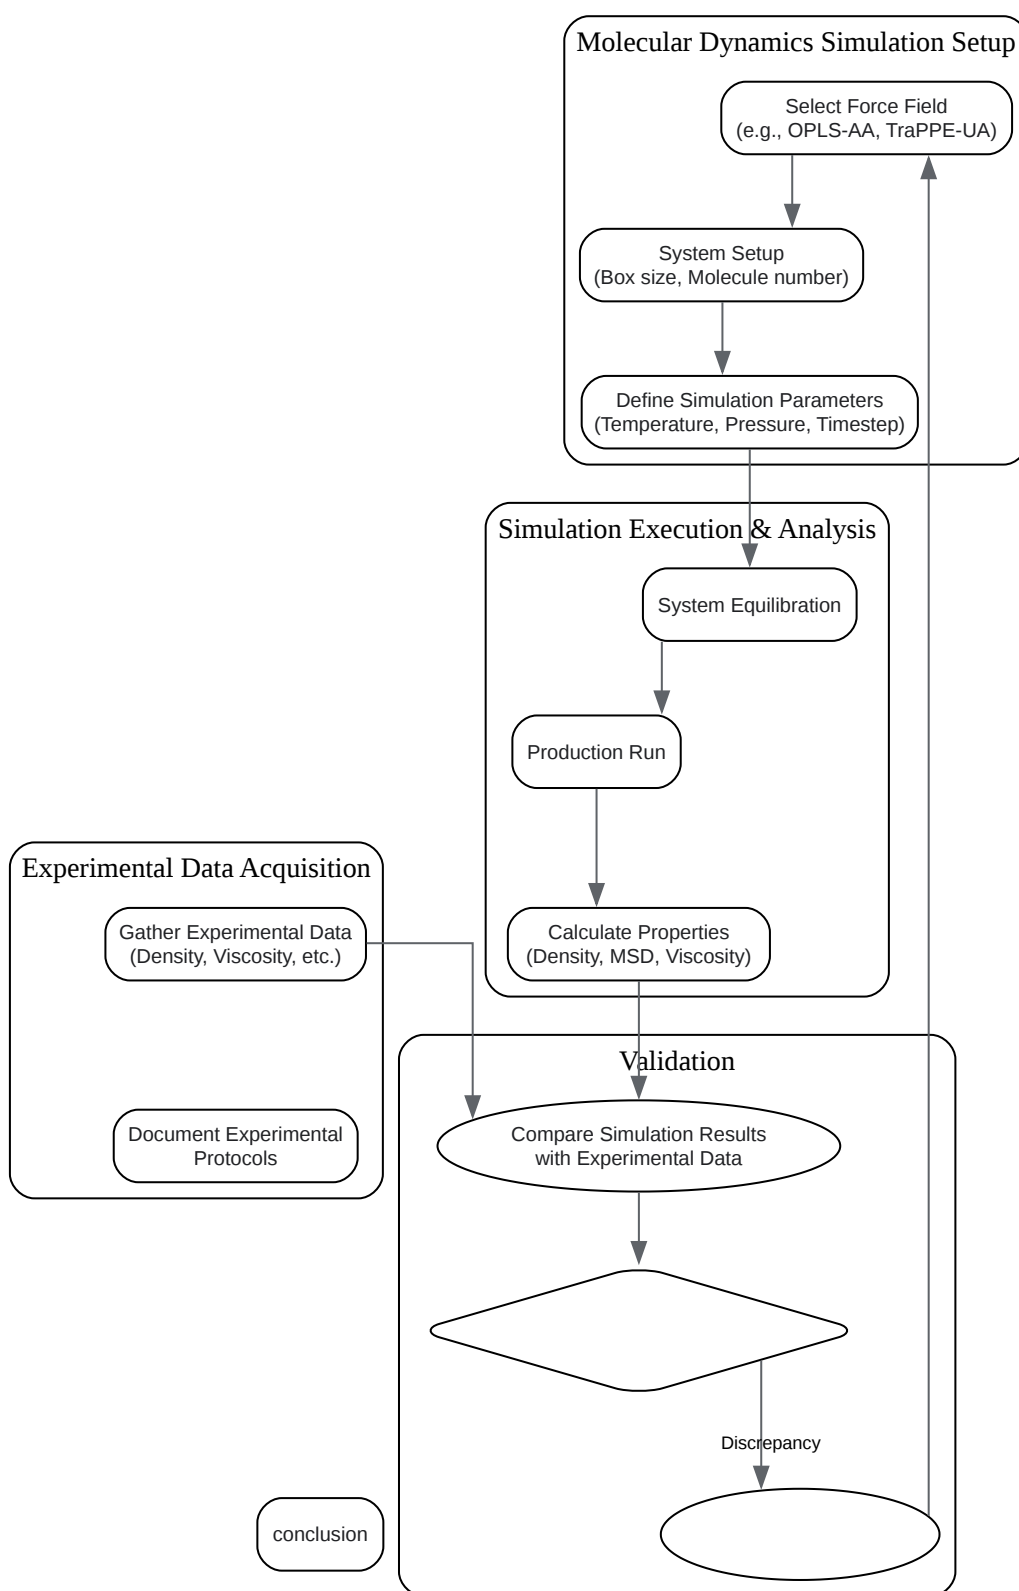 Molecular Dynamics Simulation Setup
Select Force Field
(e.g., OPLS-AA, TraPPE-UA)
System Setup
(Box size, Molecule number)
Define Simulation Parameters
(Temperature, Pressure, Timestep)
Simulation Execution & Analysis
System Equilibration
Production Run
Calculate Properties
(Density, MSD, Viscosity)
Experimental Data Acquisition
Gather Experimental Data
(Density, Viscosity, etc.)
Document Experimental
Protocols
Validation
Compare Simulation Results
with Experimental Data
Discrepancy
conclusion